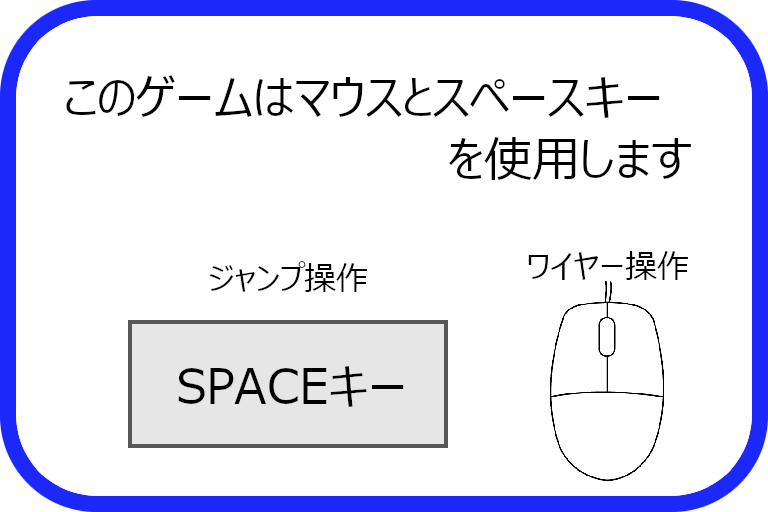 このゲームはマウスとスペースキー
を使用します
ジャンプ操作
ワイヤー操作
SPACEキー